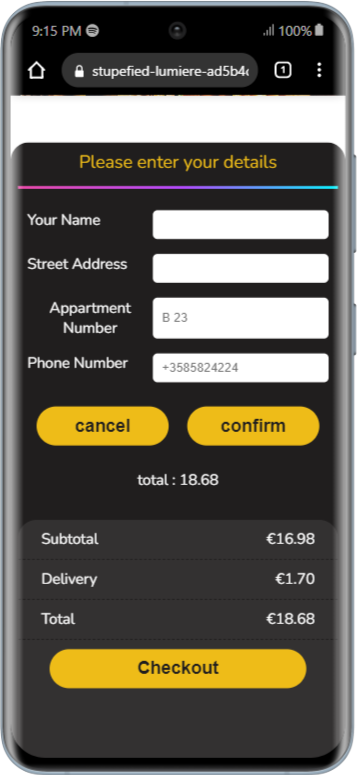 9:15 PM 100%
stupefied-lumiere-ad5b4c 1
Please enter your details
Your Name
Street Address
Appartment
Number
B 23
Phone Number +3585824224
cancel confirm
total : 18.68
Subtotal €16.98
Delivery €1.70
Total €18.68
Checkout